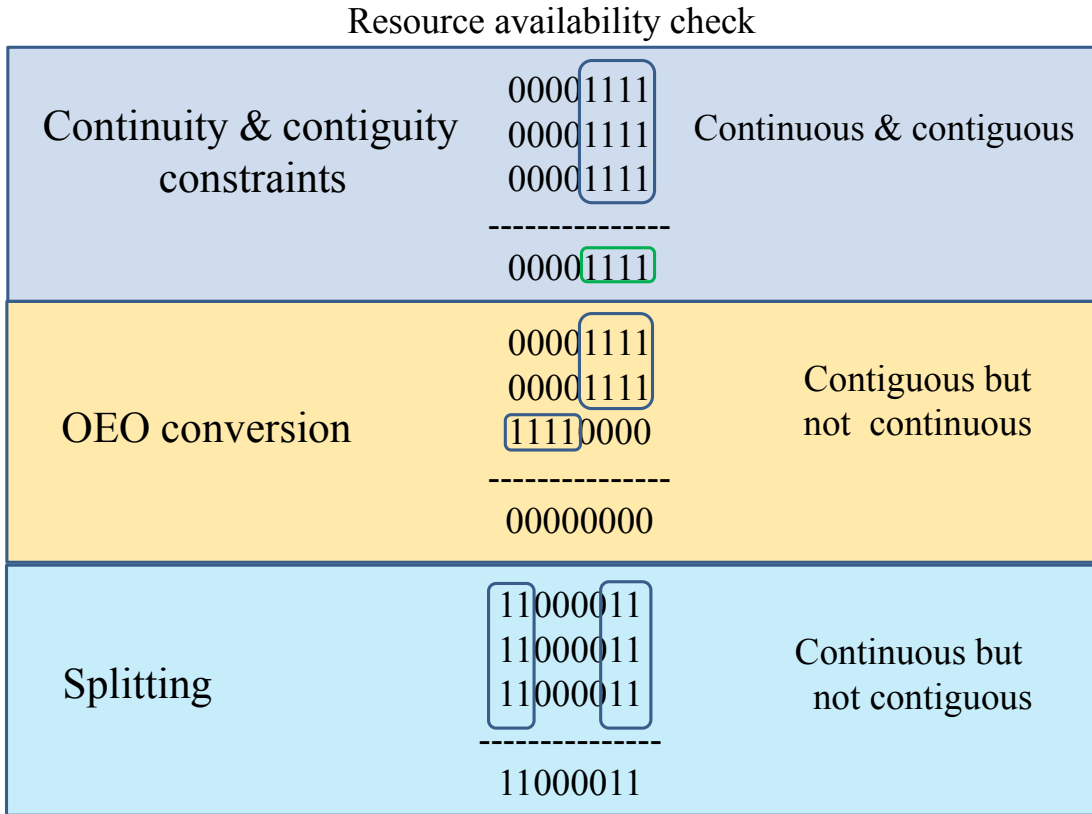 Resource availability check
Continuity & contiguity
constraints
00001111
00001111
00001111
---------------
00001111
Continuous & contiguous
OEO conversion
00001111
00001111
11110000
---------------
00000000
Contiguous but
not continuous
Splitting
11000011
11000011
11000011
---------------
11000011
Continuous but
not contiguous